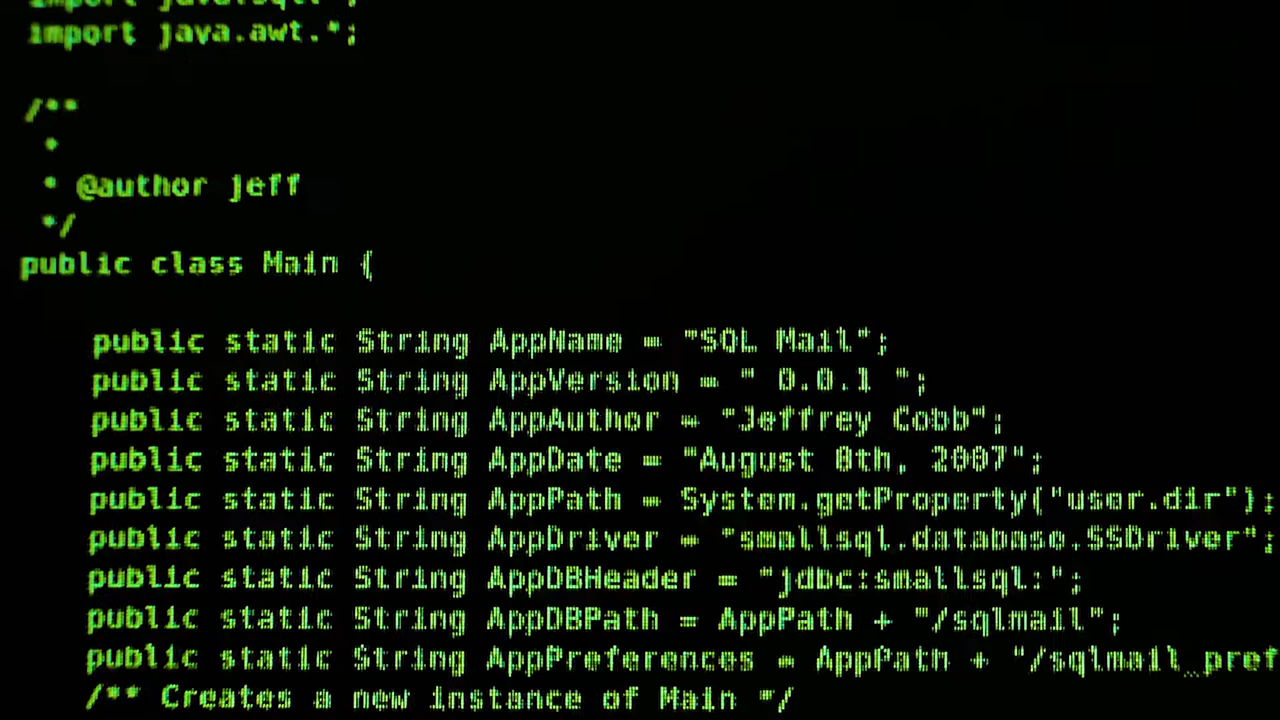 import java.sql.*;
import java.awt.*;
/**
*
* @author jeff
*/
public class Main {
public static String AppName = "SQL Mail";
public static String AppVersion = " 0.0.1 ";
public static String AppAuthor = "Jeffrey Cobb";
public static String AppDate = "August 8th, 2007";
public static String AppPath = System.getProperty("user.dir");
public static String AppDriver = "smallsql.database.SSDriver";
public static String AppDBHeader = "jdbc:smallsql:";
public static String AppDBPath = AppPath + "/sqlmail";
public static String AppPreferences = AppPath + "/sqlmail_pref
/** Creates a new instance of Main */